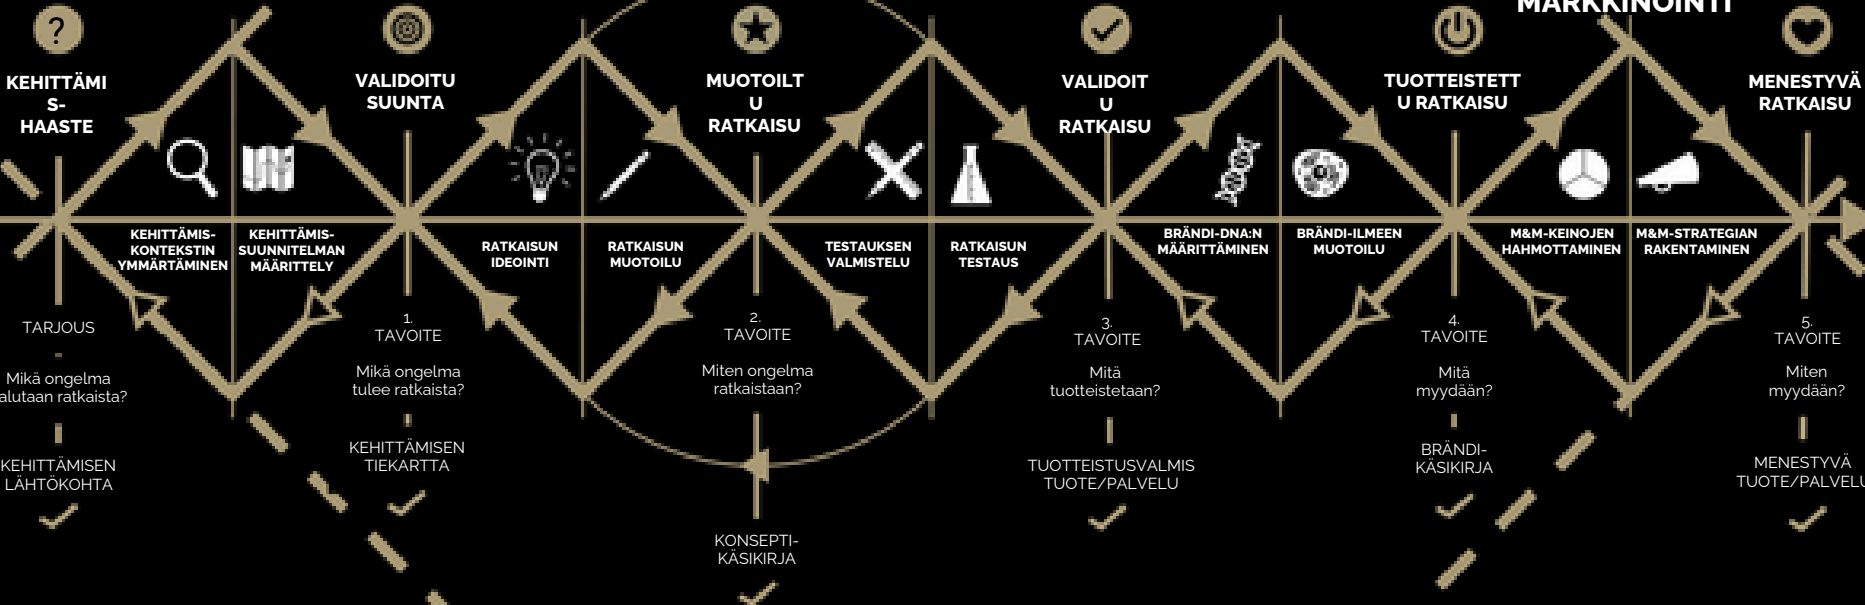 MARKKINOINTI
KEHITTÄMI
S-
HAASTE
VALIDOITU
SUUNTA
MUOTOILT
U
RATKAISU
VALIDOIT
U
RATKAISU
TUOTTEISTETT
U RATKAISU
MENESTYVÄ
RATKAISU
KEHITTÄMIS-
KONTEKSTIN
YMMÄRTÄMINEN
KEHITTÄMIS-
SUUNNITELMAN
MÄÄRITTELY
RATKAISUN
IDEOINTI
RATKAISUN
MUOTOILU
TESTAUKSEN
VALMISTELU
RATKAISUN
TESTAUS
BRÄNDI-DNA:N
MÄÄRITTÄMINEN
BRÄNDI-ILMEEN
MUOTOILU
M&M-KEINOJEN
HAHMOTTAMINEN
M&M-STRATEGIAN
RAKENTAMINEN
TARJOUS
-
Mikä ongelma
alutaan ratkaista?
KEHITTÄMISEN
LÄHTÖKOHTA
1.
TAVOITE
Mikä ongelma
tulee ratkaista?
KEHITTÄMISEN
TIEKARTTA
2.
TAVOITE
Miten ongelma
ratkaistaan?
KONSEPTI-
KÄSIKIRJA
3.
TAVOITE
Mitä
tuotteistetaan?
TUOTTEISTUSVALMIS
TUOTE/PALVELU
4.
TAVOITE
Mitä
myydään?
BRÄNDI-
KÄSIKIRJA
5.
TAVOITE
Miten
myydään?
MENESTYVÄ
TUOTE/PALVELU